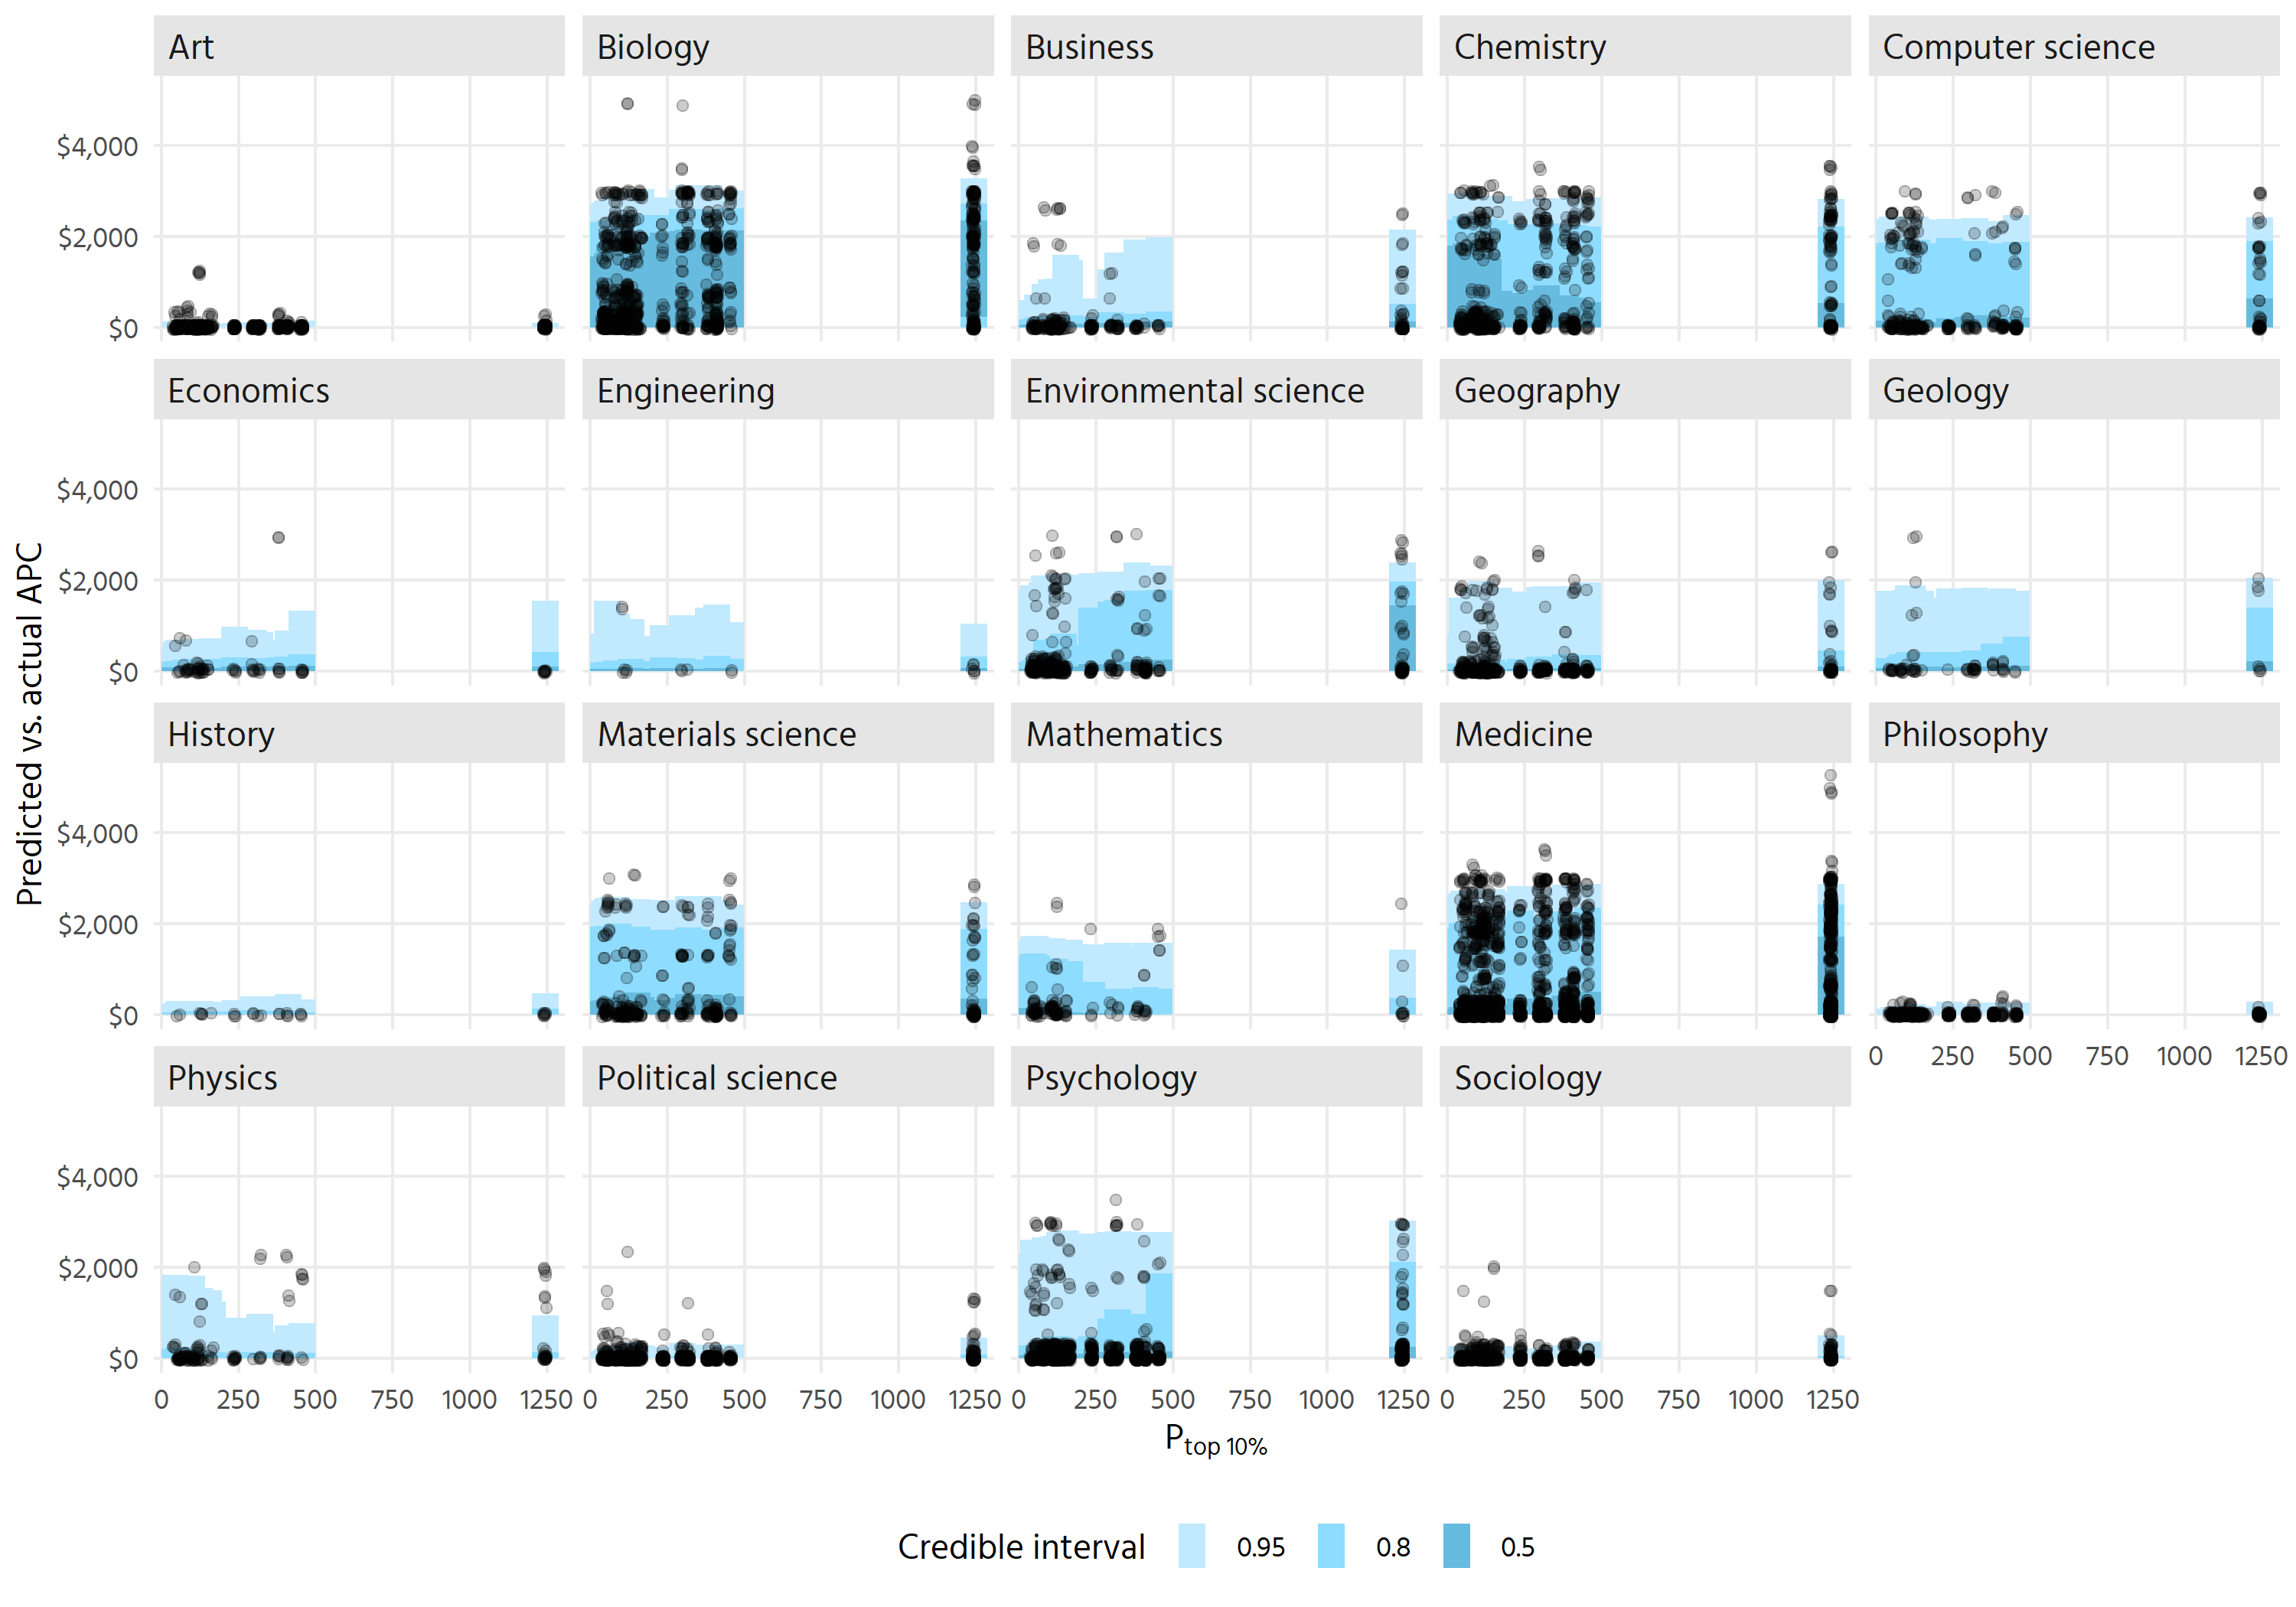 Art Biology Business Chemistry Computer science
$4,000
$2,000
$0
Economics Engineering Environmental science Geography Geology
$4,000
$2,000
$0
Predicted vs. actual APC
History Materials science Mathematics Medicine Philosophy
$4,000
$2,000
$0
0 250 500 750 1000 1250
Physics Political science Psychology Sociology
$4,000
$2,000
$0
0 250 500 750 1000 1250 0 250 500 750 1000 1250 0 250 500 750 1000 1250 0 250 500 750 1000 1250
P top 10%
Credible interval 0.95 0.8 0.5